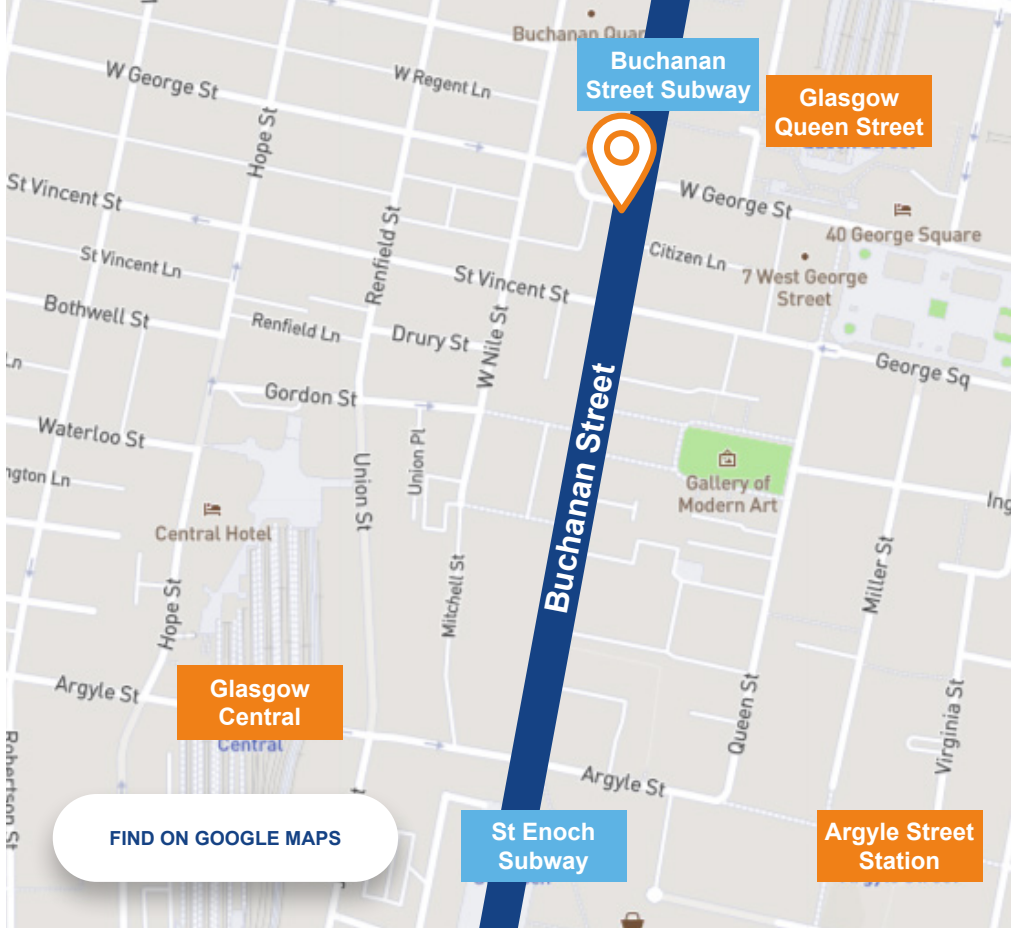 Buchanan Quar
Buchanan
Street Subway
Glasgow
Queen Street
W George St
W Regent Ln
Hope St
St Vincent St
Renfield St
W George St
40 George Square
Citizen Ln
7 West George
Street
St Vincent Ln
St Vincent St
Bothwell St
Renfield Ln
Drury St
W Nile St
George Sq
Ln
Gordon St
Buchanan Street
Waterloo St
Union Pl
Union St
Gallery of
Modern Art
ngton Ln
Ing
Central Hotel
Mitchell St
Miller St
Hope St
Argyle St
Glasgow
Central
Central
Queen St
Virginia St
Robertson St
Argyle St
t
FIND ON GOOGLE MAPS
St Enoch
Subway
Argyle Street
Station